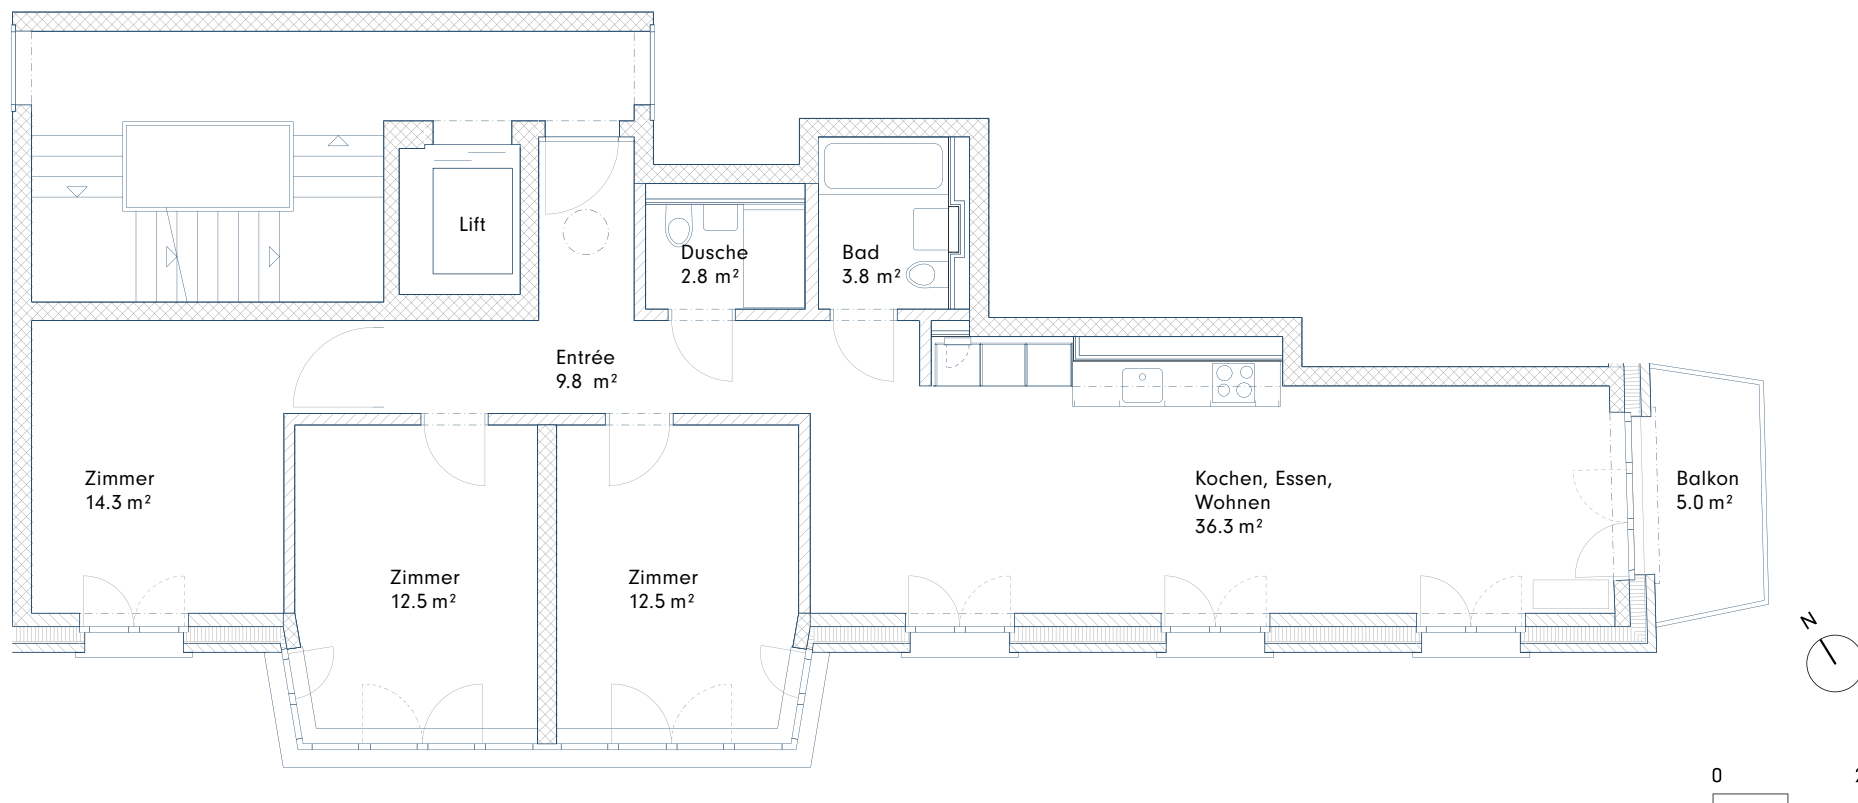 Lift
Dusche
2.8 m²
Bad
3.8 m²
Entrée
9.8 m²
Zimmer
14.3 m²
Zimmer
12.5 m²
Zimmer
12.5 m²
Kochen, Essen,
Wohnen
36.3 m²
Balkon
5.0 m²
N
0